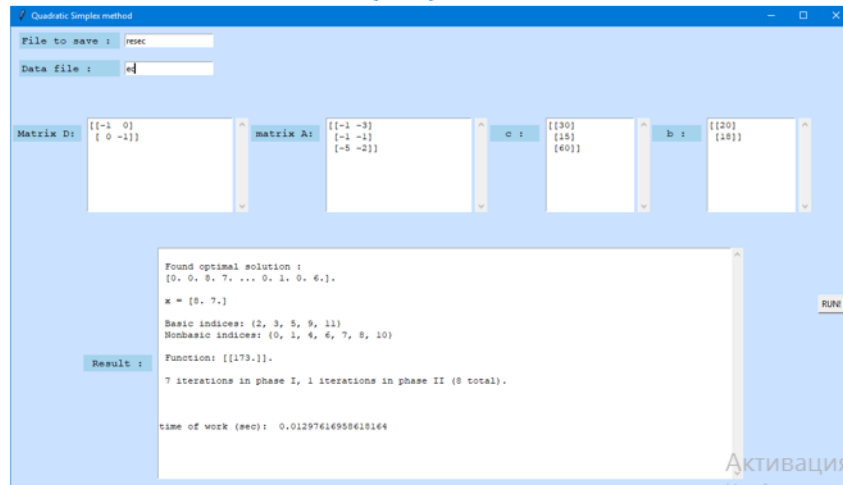 Quadratic Simplex method
File to save : resec
Data file : ed
Matrix D: [[-1 0]
[ 0 -1]]
matrix A: [[-1 -3]
[-1 -1]
[-5 -2]]
c : [[30]
[15]
[60]]
b : [[20]
[18]]
Found optimal solution :
[0. 0. 8. 7. ... 0. 1. 0. 6.].
x = [8. 7.]
Basic indices: (2, 3, 5, 9, 11)
Nonbasic indices: (0, 1, 4, 6, 7, 8, 10)
Function: [[173.]].
7 iterations in phase I, 1 iterations in phase II (8 total).
time of work (sec): 0.01297616958618164
Result :
RUN!
Активация